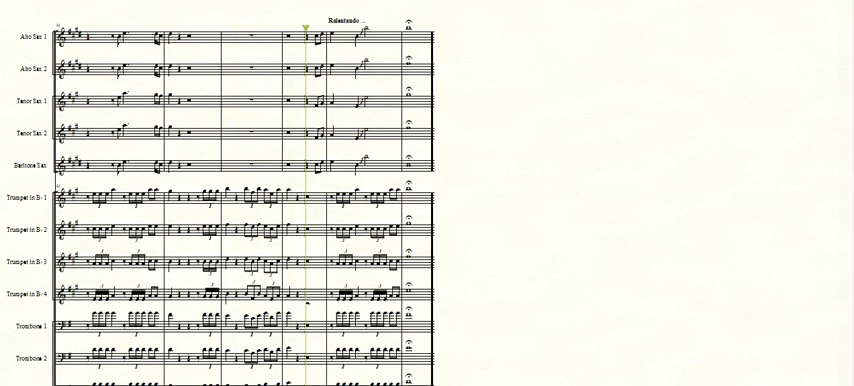 Ralantando ...
Alto Sax 1
Alto Sax 2
Tenor Sax 1
Tenor Sax 2
Baritone Sax
Trumpet in B♭ 1
Trumpet in B♭ 2
Trumpet in B♭ 3
Trumpet in B♭ 4
Trombone 1
Trombone 2